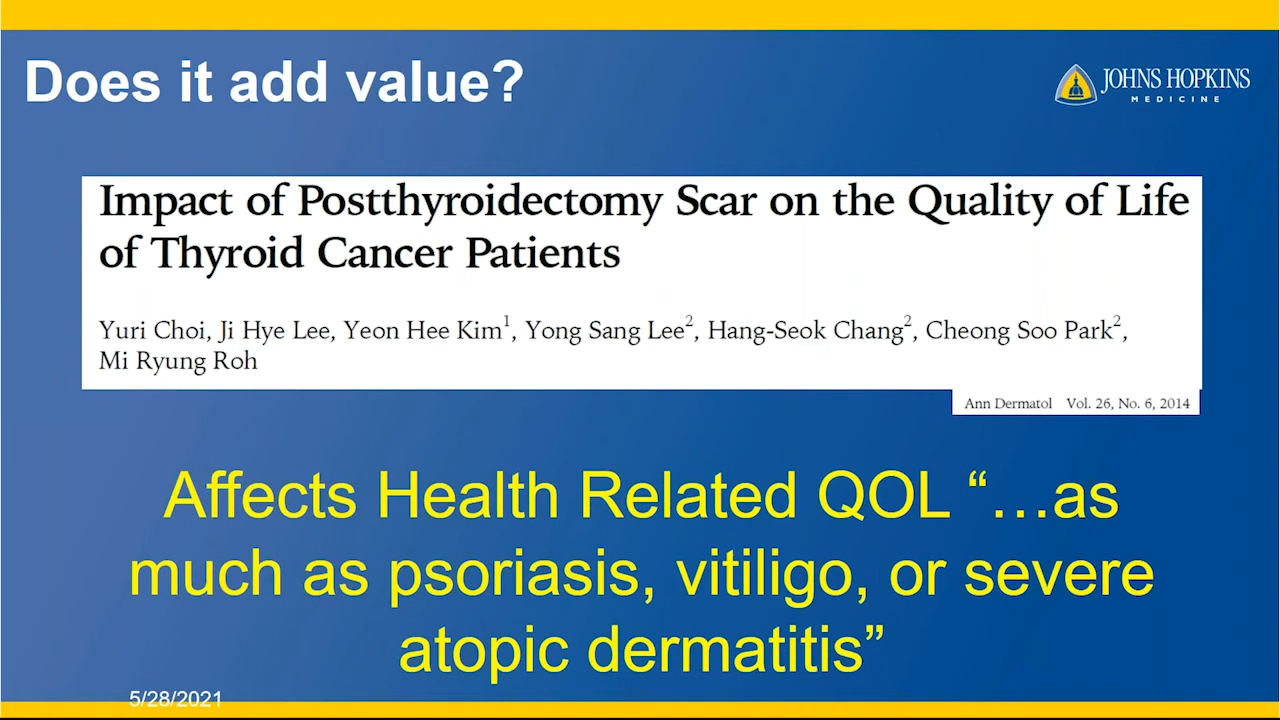 Does it add value?
JOHNS HOPKINS
MEDICINE
Impact of Postthyroidectomy Scar on the Quality of Life
of Thyroid Cancer Patients
Yuri Choi, Ji Hye Lee, Yeon Hee Kim1, Yong Sang Lee2, Hang-Seok Chang2, Cheong Soo Park2,
Mi Ryung Roh
Ann Dermatol Vol. 26, No. 6, 2014
Affects Health Related QOL “…as
much as psoriasis, vitiligo, or severe
atopic dermatitis”
5/28/2021